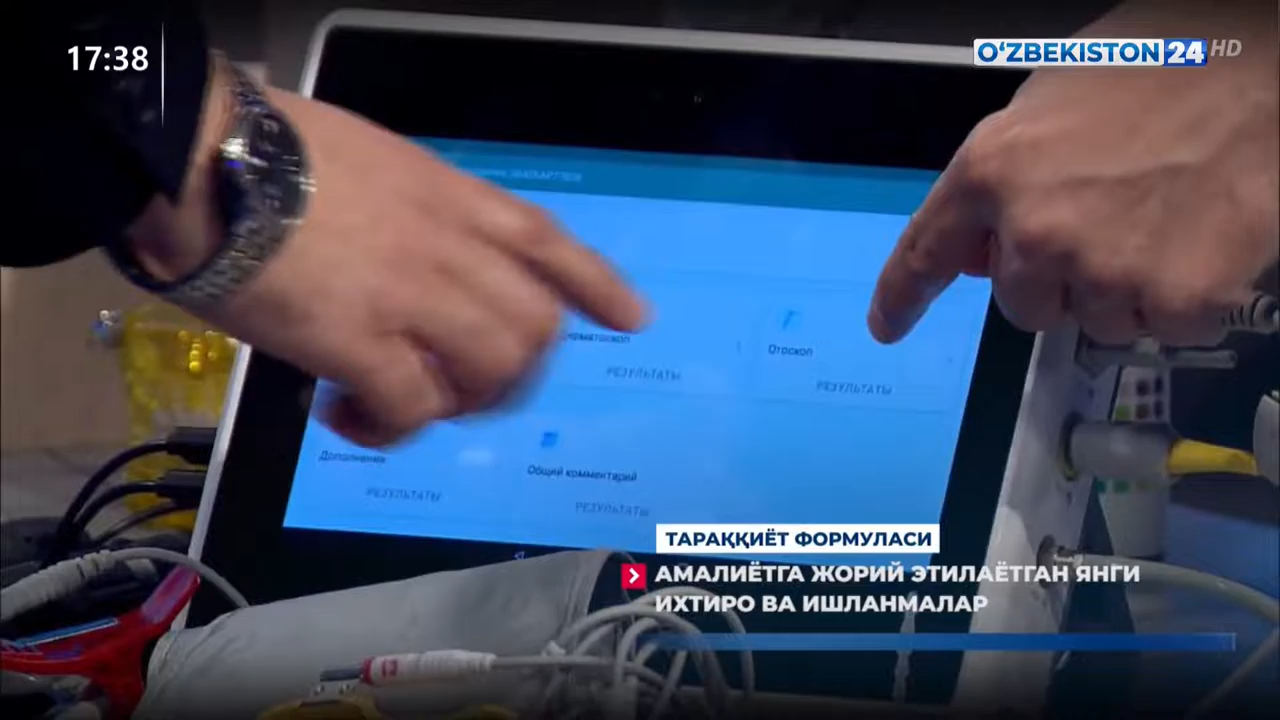 17:38
O‘ZBEKISTON 24 HD
Отоскоп
РЕЗУЛЬТАТЫ
РЕЗУЛЬТАТЫ
Дополнения
Общий комментарий
РЕЗУЛЬТАТЫ
РЕЗУЛЬТАТЫ
ТАРАҚҚИЁТ ФОРМУЛАСИ
АМАЛИЁТГА ЖОРИЙ ЭТИЛАЁТГАН ЯНГИ
ИХТИРО ВА ИШЛАНМАЛАР